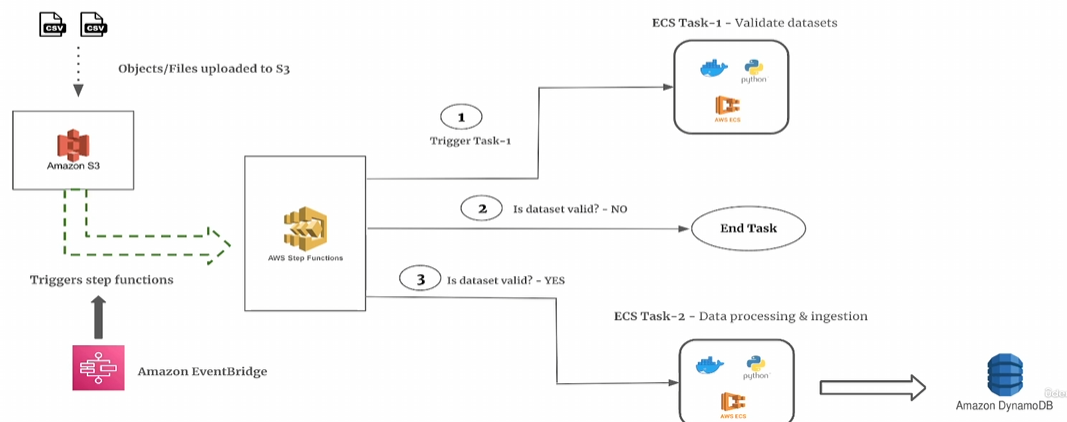 CSV
CSV
Objects/Files uploaded to S3
Amazon S3
Triggers step functions
Amazon EventBridge
AWS Step Functions
1
Trigger Task-1
2
Is dataset valid? - NO
End Task
3
Is dataset valid? - YES
ECS Task-1 - Validate datasets
python
AWS ECS
ECS Task-2 - Data processing & ingestion
python
AWS ECS
Amazon DynamoDB